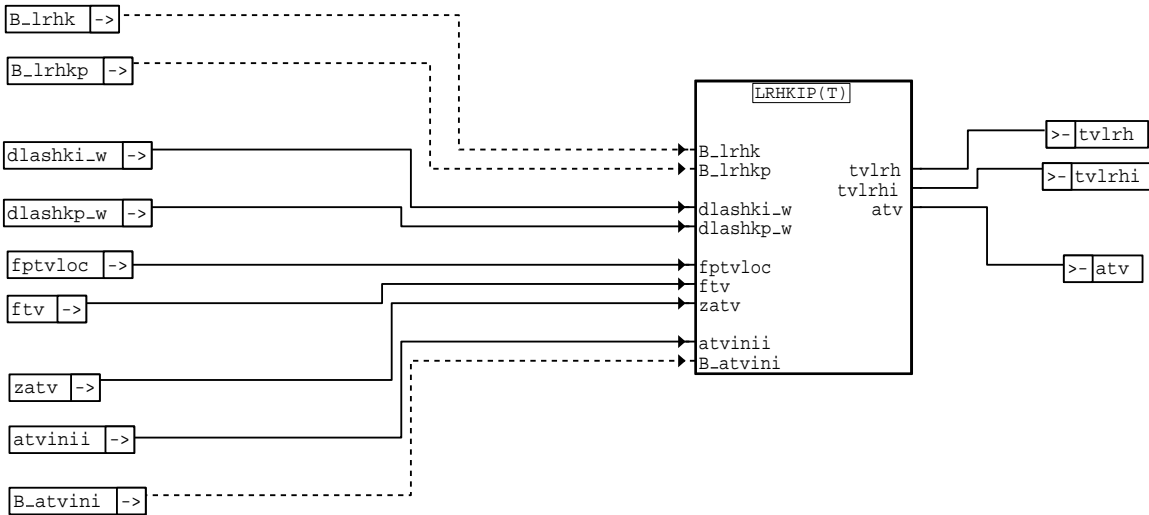 B_lrhk ->
B_lrhkp ->
dlashki_w ->
dlashkp_w ->
fptvloc ->
ftv ->
zatv ->
atvinii ->
B_atvini ->
LRHKIP(T)
B_lrhk
B_lrhkp
dlashki_w
dlashkp_w
fptvloc
ftv
zatv
atvinii
B_atvini
tvlrh
tvlrhi
atv
>- tvlrh
>- tvlrhi
>- atv